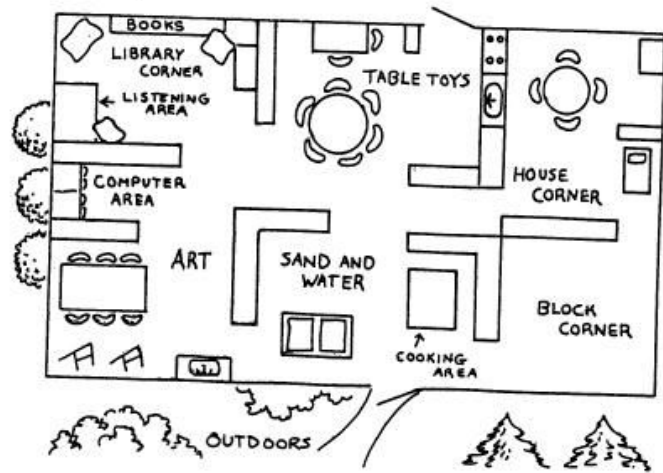 BOOKS
LIBRARY
CORNER
LISTENING
AREA
TABLE TOYS
COMPUTER
AREA
HOUSE
CORNER
ART
SAND AND
WATER
BLOCK
CORNER
COOKING
AREA
OUTDOORS